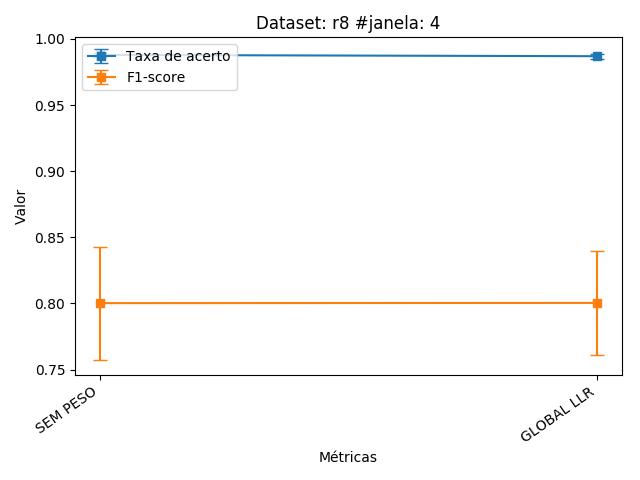 Dataset: r8 #janela: 4
Taxa de acerto
F1-score
1.00
0.95
0.90
0.85
0.80
0.75
Valor
SEM PESO
GLOBAL LLR
Métricas